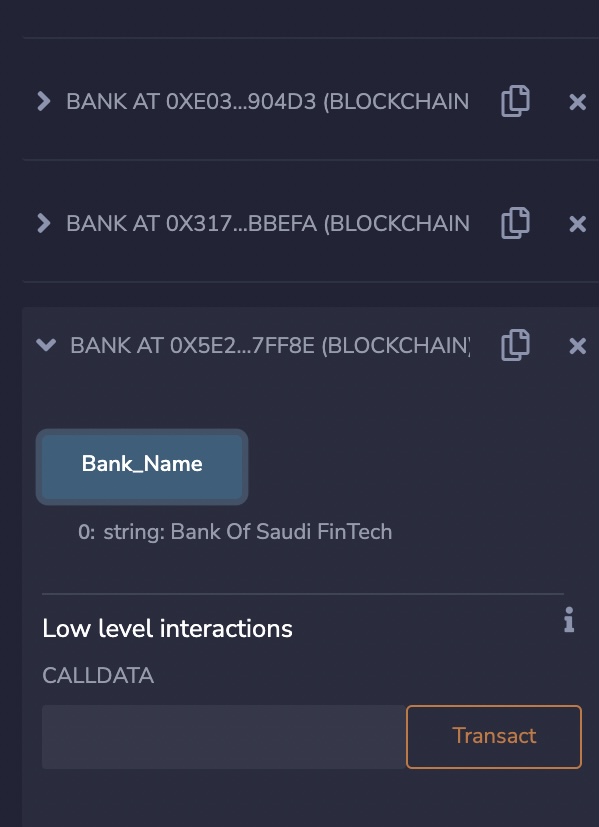 BANK AT 0XE03...904D3 (BLOCKCHAIN
BANK AT 0X317...BBEFA (BLOCKCHAIN
BANK AT 0X5E2...7FF8E (BLOCKCHAIN)
Bank_Name
0: string: Bank Of Saudi FinTech
Low level interactions
CALLDATA
Transact